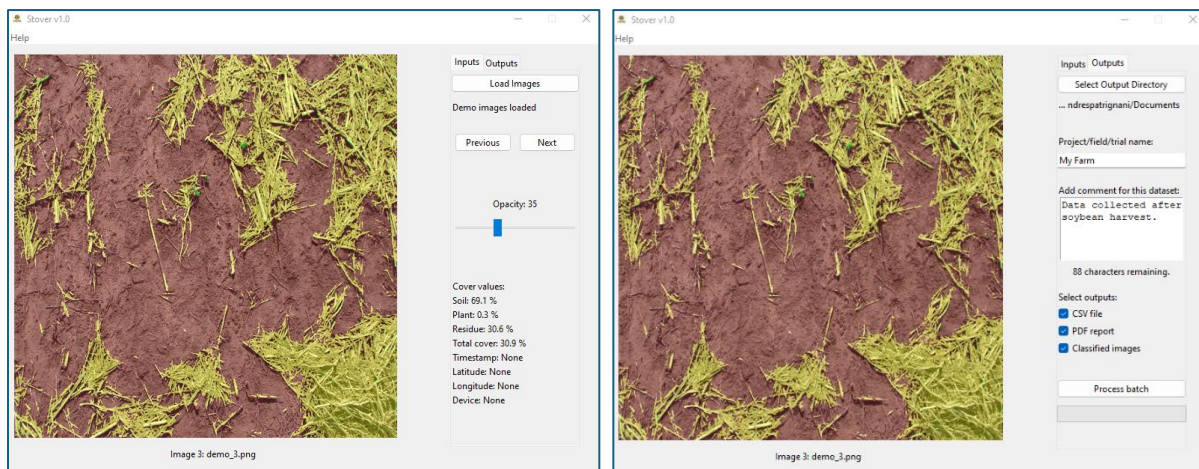 Stover v1.0
Help
Inputs
Outputs
Load Images
Demo images loaded
Previous
Next
Opacity: 35
Cover values:
Soil: 69.1 %
Plant: 0.3 %
Residue: 30.6 %
Total cover: 30.9 %
Timestamp: None
Latitude: None
Longitude: None
Device: None
Image 3: demo_3.png
Stover v1.0
Help
Inputs
Outputs
Select Output Directory
... ndrespatrignani/Documents
Project/field/trial name:
My Farm
Add comment for this dataset:
Data collected after
soybean harvest.
88 characters remaining.
Select outputs:
CSV file
PDF report
Classified images
Process batch
Image 3: demo_3.png